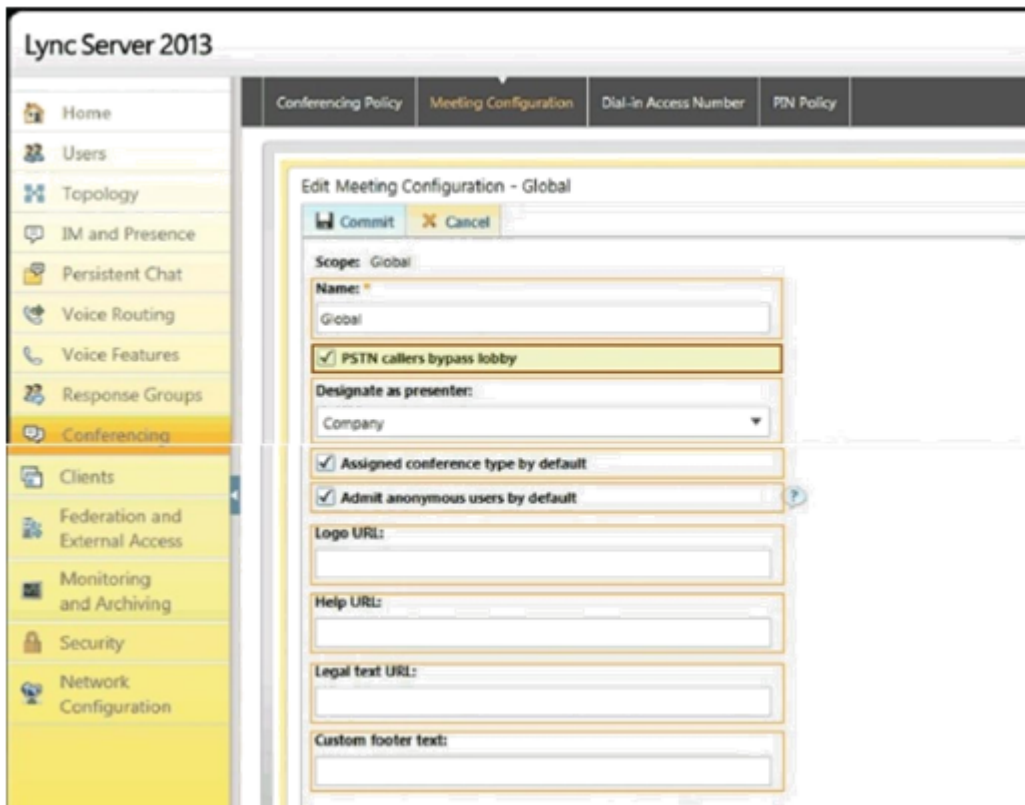 Lync Server 2013
Home
Users
Topology
IM and Presence
Persistent Chat
Voice Routing
Voice Features
Response Groups
Conferencing
Clients
Federation and
External Access
Monitoring
and Archiving
Security
Network
Configuration
Conferencing Policy
Meeting Configuration
Dial-in Access Number
PIN Policy
Edit Meeting Configuration - Global
Commit
Cancel
Scope: Global
Name: *
Global
PSTN callers bypass lobby
Designate as presenter:
Company
Assigned conference type by default
Admit anonymous users by default
?
Logo URL:
Help URL:
Legal text URL:
Custom footer text: